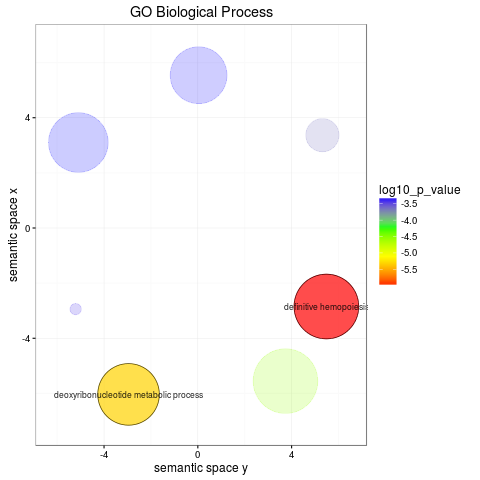 GO Biological Process
semantic space x
4
0
-4
definitive hemopoiesis
deoxyribonucleotide metabolic process
-4
0
4
semantic space y
log10_p_value
-3.5
-4.0
-4.5
-5.0
-5.5